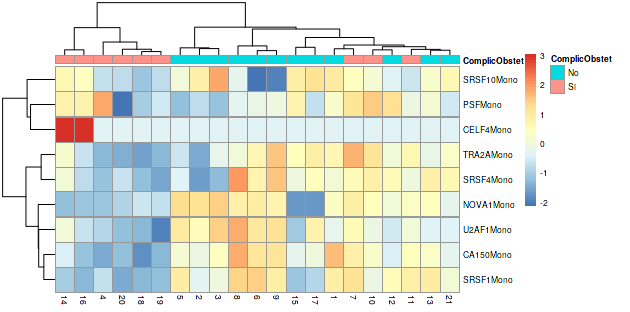 ComplicObstet
SRSF10Mono
PSFMono
CELF4Mono
TRA2AMono
SRSF4Mono
NOVA1Mono
U2AF1Mono
CA150Mono
SRSF1Mono
14 16 4 20 18 19 5 2 3 8 6 9 15 17 1 7 10 12 11 13 21
3
2
1
0
-1
-2
ComplicObstet
No
SI